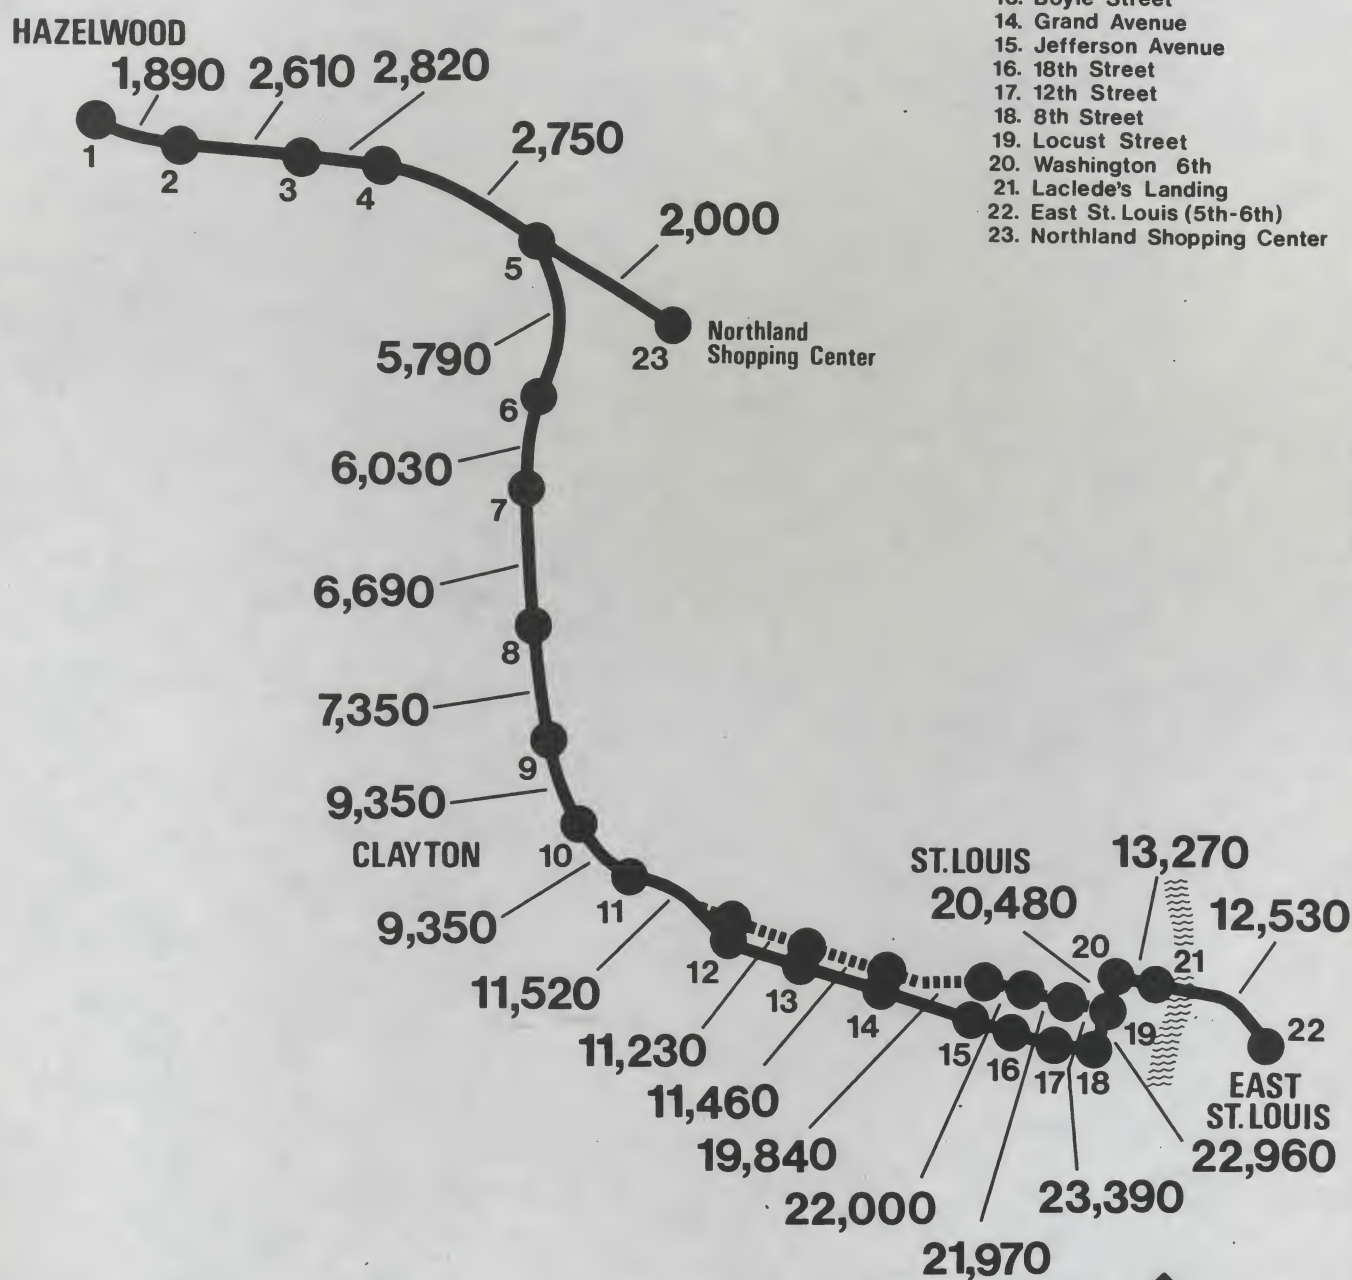 13. Boyle Street
14. Grand Avenue
15. Jefferson Avenue
16. 18th Street
17. 12th Street
18. 8th Street
19. Locust Street
20. Washington 6th
21. Laclede's Landing
22. East St. Louis (5th-6th)
23. Northland Shopping Center
HAZELWOOD
1,890 2,610 2,820
2,750
2,000
1
2
3
4
5
Northland
Shopping Center
23
5,790
6
6,030
7
6,690
8
7,350
9
9,350
CLAYTON
10
9,350
11
11,520
12
13
14
15
16
17
18
19
20
21
22
ST. LOUIS
20,480
13,270
12,530
11,230
11,460
19,840
22,000
21,970
23,390
EAST
ST. LOUIS
22,960